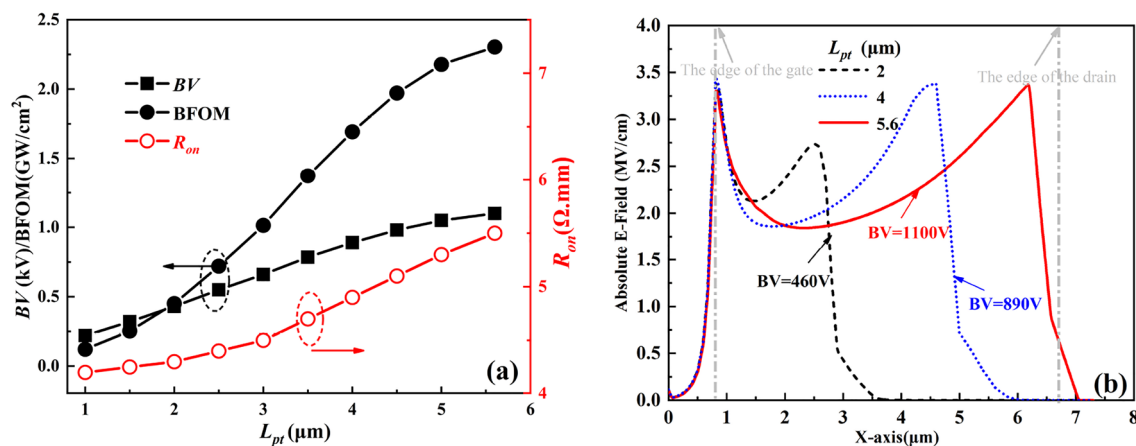 2.5
2.0
1.5
1.0
0.5
0.0
BV (kV)/BFOM(GW/cm²)
BV
BFOM
R_on
7
6
5
4
R_on(Ω.mm)
(a)
1 2 3 4 5 6
L_pt (μm)
4.0
3.5
3.0
2.5
2.0
1.5
1.0
0.5
0.0
Absolute E-Field (MV/cm)
L_pt (μm)
2
4
5.6
The edge of the gate
The edge of the drain
BV=1100V
BV=460V
BV=890V
(b)
0 1 2 3 4 5 6 7 8
X-axis(μm)